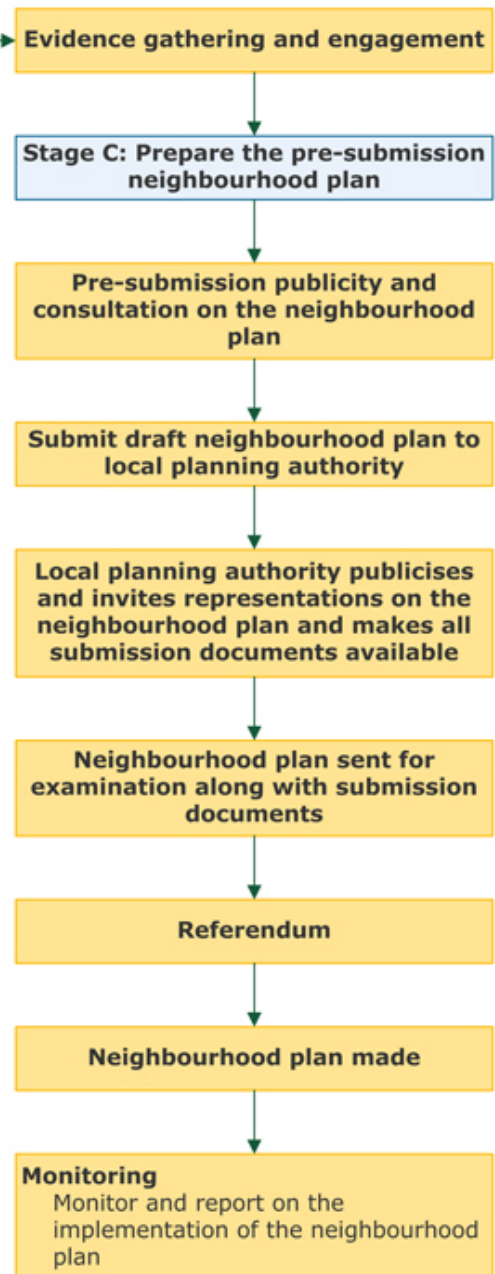 Evidence gathering and engagement
Stage C: Prepare the pre-submission
neighbourhood plan
Pre-submission publicity and
consultation on the neighbourhood
plan
Submit draft neighbourhood plan to
local planning authority
Local planning authority publicises
and invites representations on the
neighbourhood plan and makes all
submission documents available
Neighbourhood plan sent for
examination along with submission
documents
Referendum
Neighbourhood plan made
Monitoring
Monitor and report on the
implementation of the neighbourhood
plan